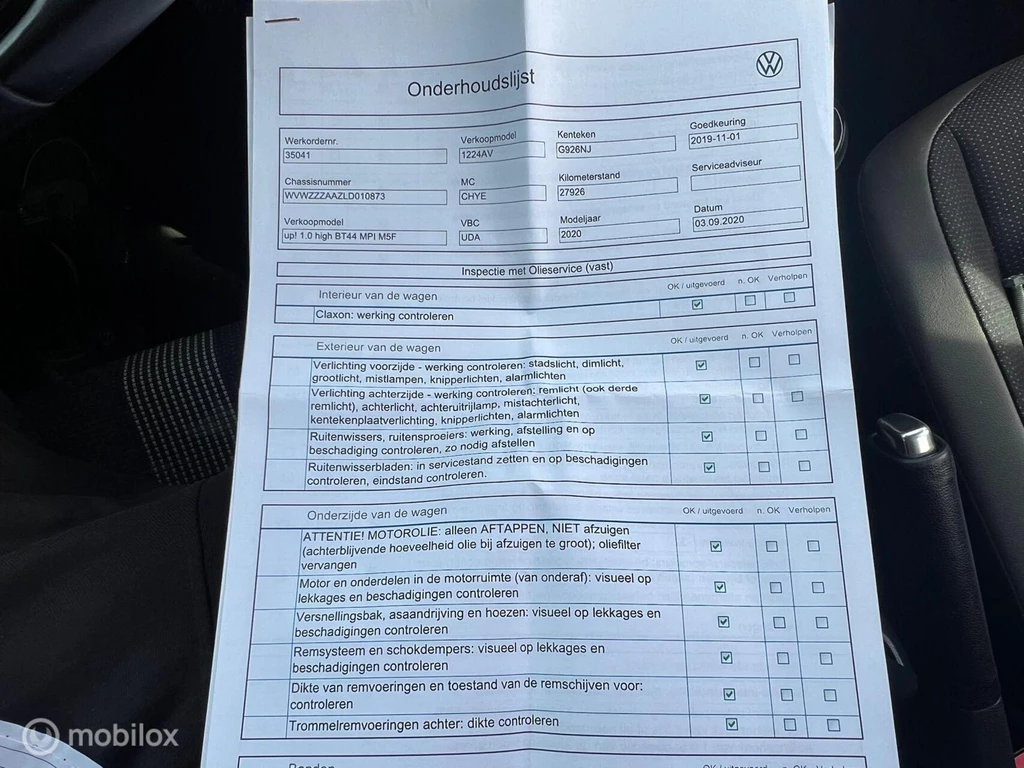 Onderhoudslijst
Werkordernr.
35041
Verkoopmodel
1224AV
Kenteken
G926NJ
Goedkeuring
2019-11-01
Chassisnummer
WVWZZZAAZLD010873
MC
CHYE
Kilometerstand
27926
Serviceadviseur
Verkoopmodel
up! 1.0 high BT44 MPI M5F
VBC
UDA
Modeljaar
2020
Datum
03.09.2020
Inspectie met Olieservice (vast)
Interieur van de wagen
OK / uitgevoerd n. OK Verholpen
Claxon: werking controleren
Exterieur van de wagen
OK / uitgevoerd n. OK Verholpen
Verlichting voorzijde - werking controleren: stadslicht, dimlicht,
grootlicht, mistlampen, knipperlichten, alarmlichten
Verlichting achterzijde - werking controleren: remlicht (ook derde
remlicht), achterlicht, achteruitrijlamp, mistachterlicht,
kentekenplaatverlichting, knipperlichten, alarmlichten
Ruitenwissers, ruitensproeiers: werking, afstelling en op
beschadiging controleren, zo nodig afstellen
Ruitenwisserbladen: in servicestand zetten en op beschadigingen
controleren, eindstand controleren.
Onderzijde van de wagen
OK / uitgevoerd n. OK Verholpen
ATTENTIE! MOTOROLIE: alleen AFTAPPEN, NIET afzuigen
(achterblijvende hoeveelheid olie bij afzuigen te groot); oliefilter
vervangen
Motor en onderdelen in de motorruimte (van onderaf): visueel op
lekkages en beschadigingen controleren
Versnellingsbak, asaandrijving en hoezen: visueel op lekkages en
beschadigingen controleren
Remsysteem en schokdempers: visueel op lekkages en
beschadigingen controleren
Dikte van remvoeringen en toestand van de remschijven voor:
controleren
Trommelremvoeringen achter: dikte controleren
Banden
OK / uitgevoerd n. OK Verholpen
mobilox